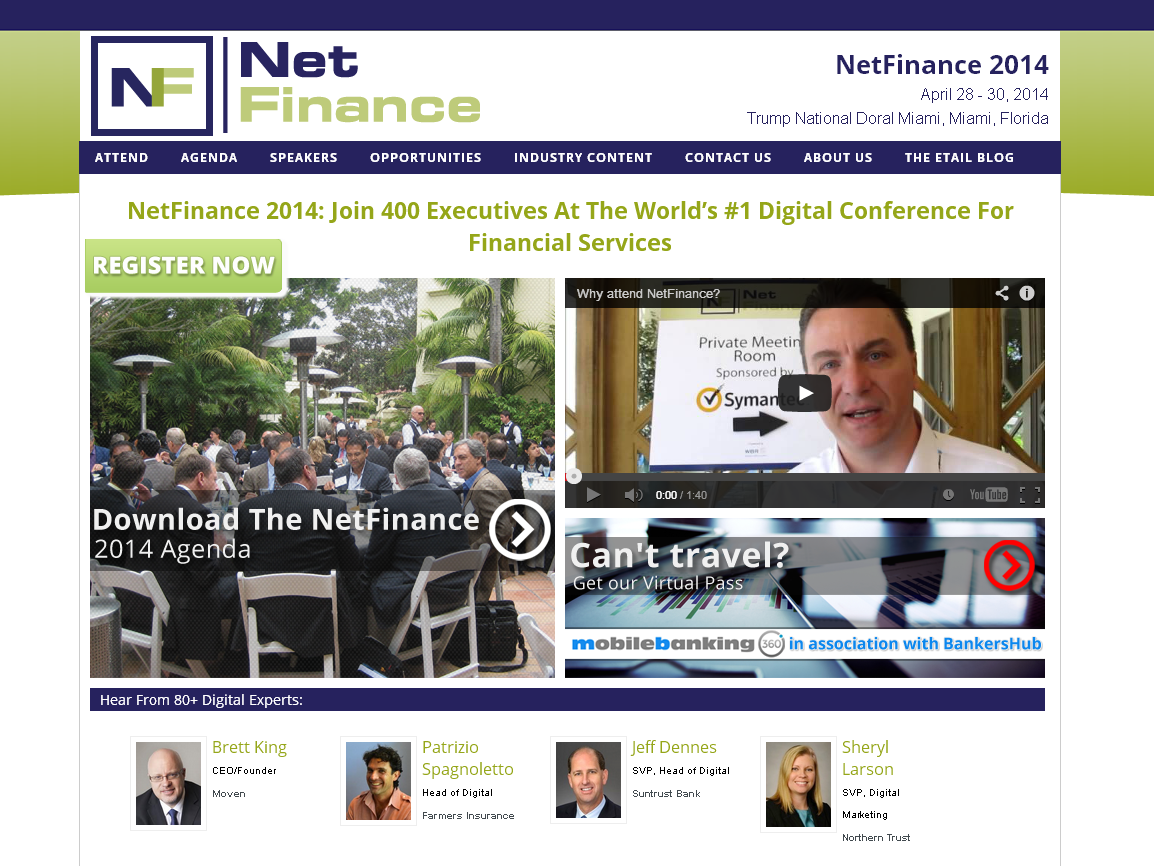 NF
Net
Finance
NetFinance 2014
April 28 - 30, 2014
Trump National Doral Miami, Miami, Florida
ATTEND AGENDA SPEAKERS OPPORTUNITIES INDUSTRY CONTENT CONTACT US ABOUT US THE ETAIL BLOG
NetFinance 2014: Join 400 Executives At The World’s #1 Digital Conference For
Financial Services
REGISTER NOW
Download The NetFinance
2014 Agenda
Why attend NetFinance?
Net
Private Meeting
Room
Sponsored by
Symantec
0:00 / 1:40
YouTube
Can't travel?
Get our Virtual Pass
mobilebanking 360° in association with BankersHub
Hear From 80+ Digital Experts:
Brett King
CEO/Founder
Moven
Patrizio
Spagnoletto
Head of Digital
Farmers Insurance
Jeff Dennes
SVP, Head of Digital
Suntrust Bank
Sheryl
Larson
SVP, Digital
Marketing
Northern Trust